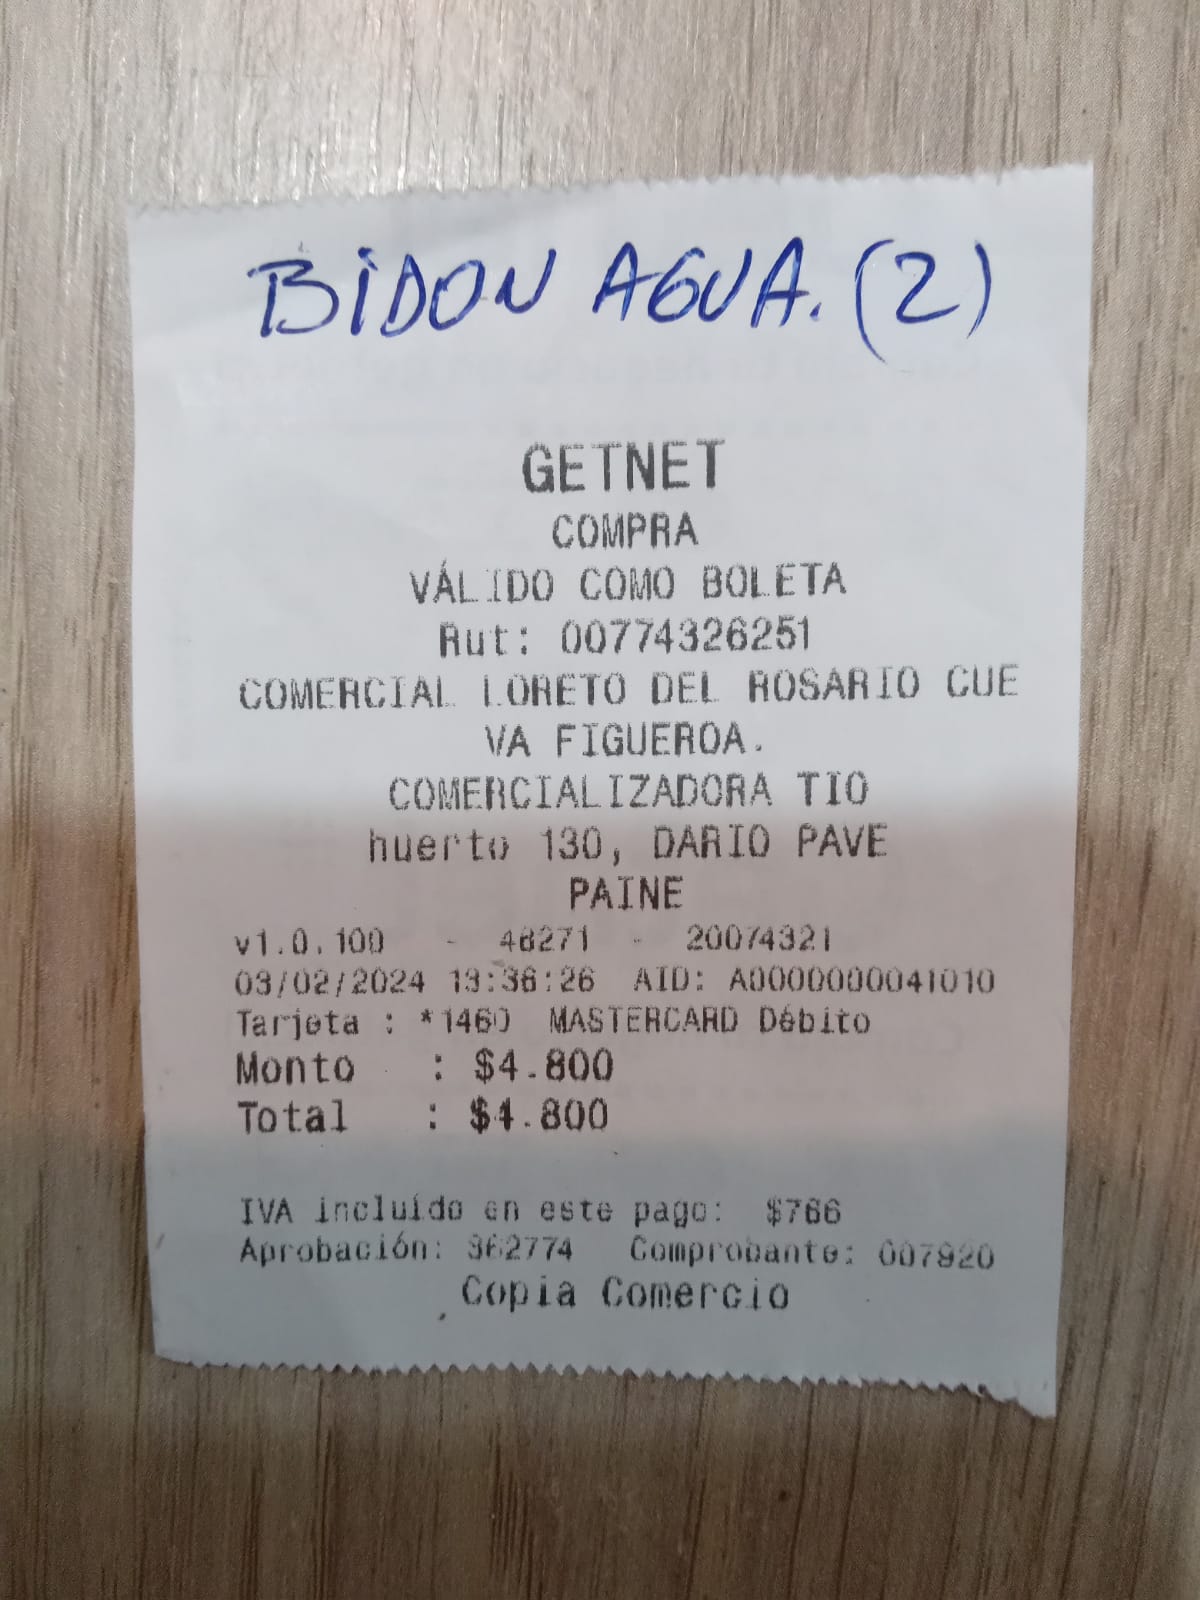 BIDON AGUA. (2)
GETNET
COMPRA
VÁLIDO COMO BOLETA
Rut: 00774326251
COMERCIAL LORETO DEL ROSARIO CUE
VA FIGUEROA.
COMERCIALIZADORA TIO
huerto 130, DARIO PAVE
PAINE
v1.0.100 - 48271 - 20074321
03/02/2024 13:36:26 AID: A0000000041010
Tarjeta : *1460 MASTERCARD Débito
Monto : $4.800
Total : $4.800
IVA incluído en este pago: $766
Aprobación: 362774 Comprobante: 007920
Copia Comercio